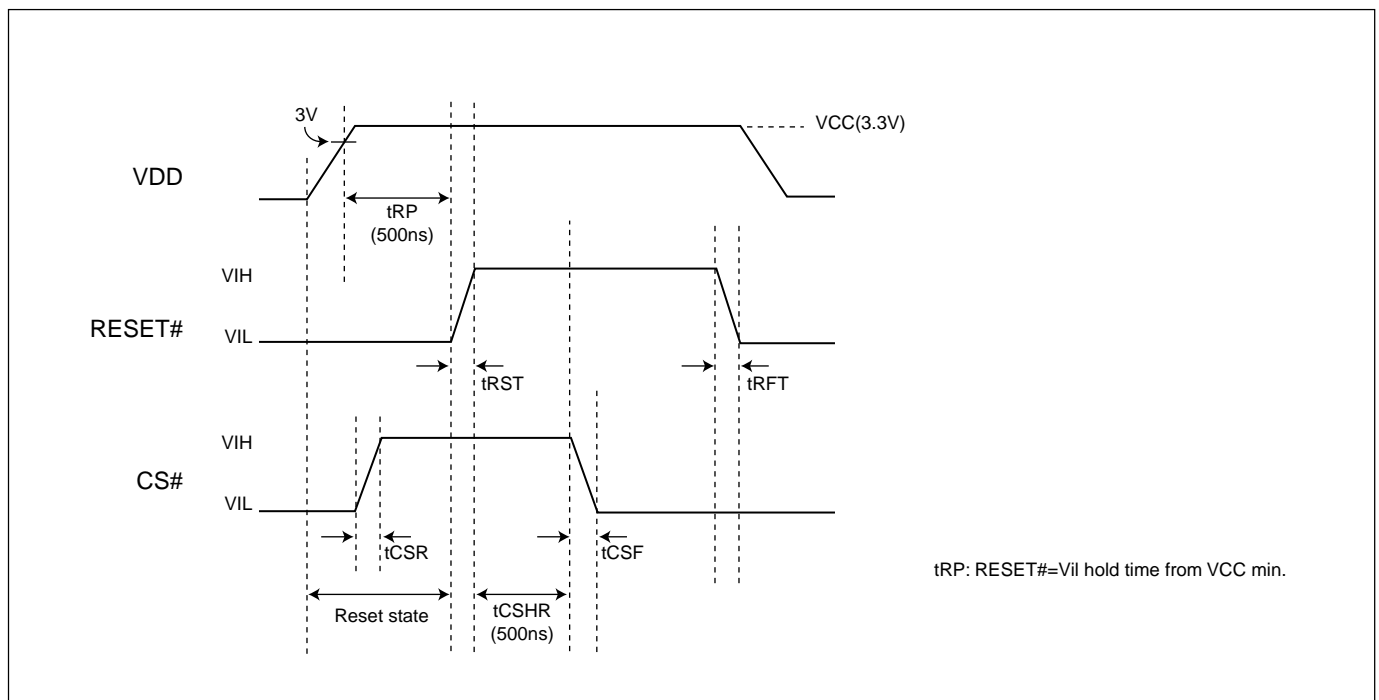 3V
VCC(3.3V)
VDD
tRP
(500ns)
VIH
RESET#
VIL
tRST
tRFT
VIH
CS#
VIL
tCSR
tCSF
tRP: RESET#=Vil hold time from VCC min.
Reset state
tCSHR
(500ns)